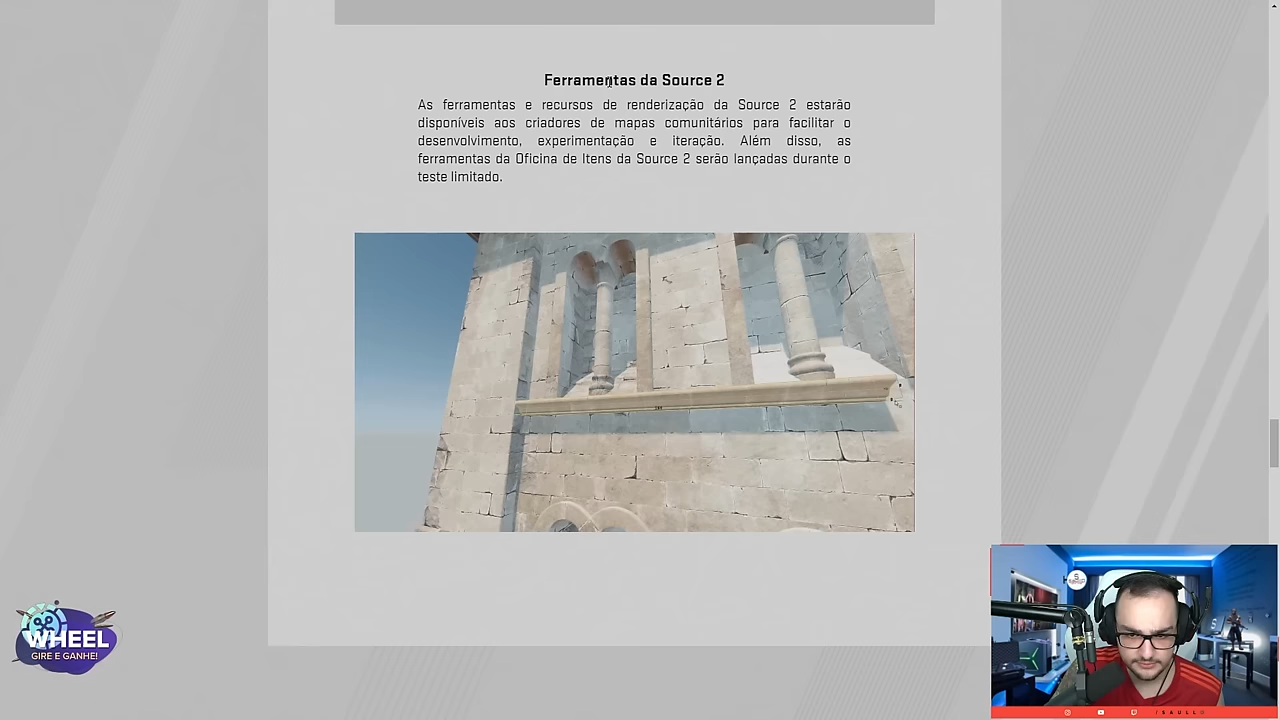 Ferramentas da Source 2
As ferramentas e recursos de renderização da Source 2 estarão
disponíveis aos criadores de mapas comunitários para facilitar o
desenvolvimento, experimentação e iteração. Além disso, as
ferramentas da Oficina de Itens da Source 2 serão lançadas durante o
teste limitado.
WHEEL
GIRE E GANHE!